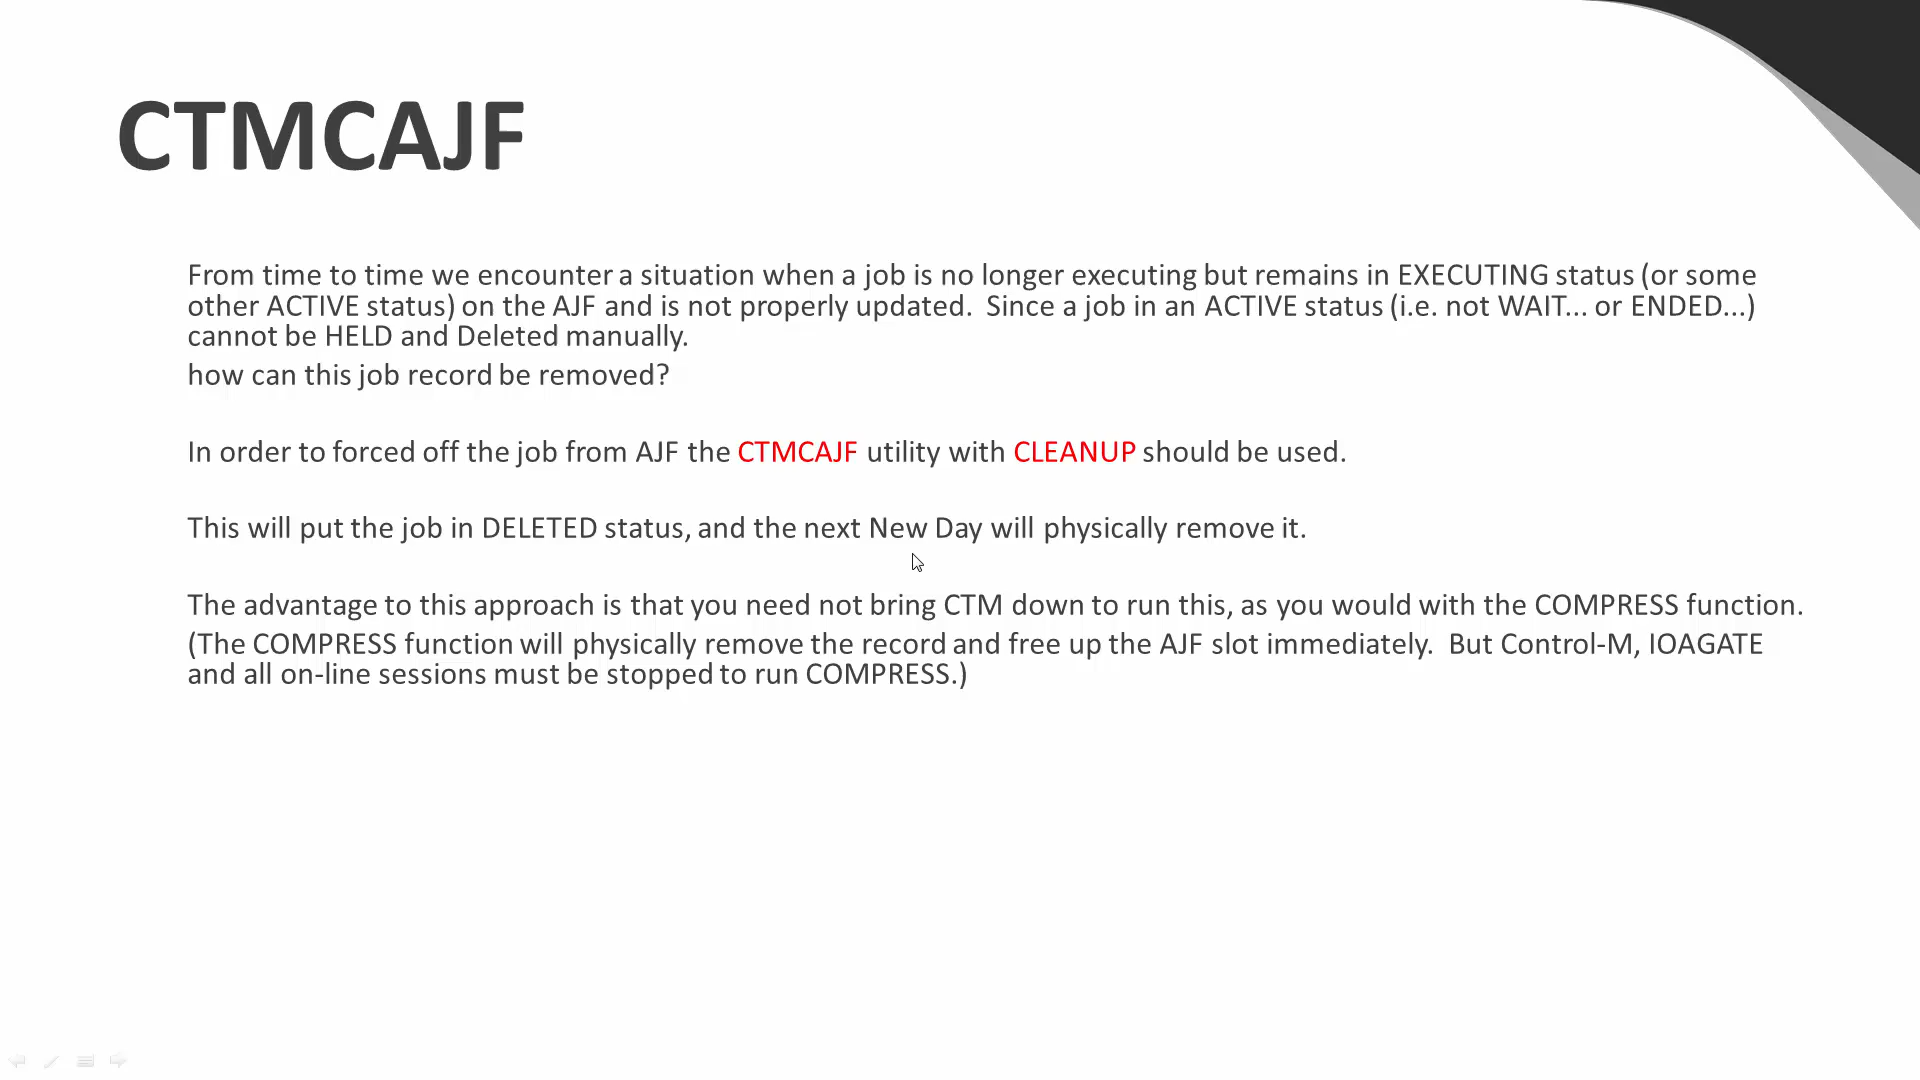 CTMCAJF
From time to time we encounter a situation when a job is no longer executing but remains in EXECUTING status (or some
other ACTIVE status) on the AJF and is not properly updated.  Since a job in an ACTIVE status (i.e. not WAIT... or ENDED...)
cannot be HELD and Deleted manually.
how can this job record be removed?
In order to forced off the job from AJF the CTMCAJF utility with CLEANUP should be used.
This will put the job in DELETED status, and the next New Day will physically remove it.
The advantage to this approach is that you need not bring CTM down to run this, as you would with the COMPRESS function.
(The COMPRESS function will physically remove the record and free up the AJF slot immediately.  But Control-M, IOAGATE
and all on-line sessions must be stopped to run COMPRESS.)